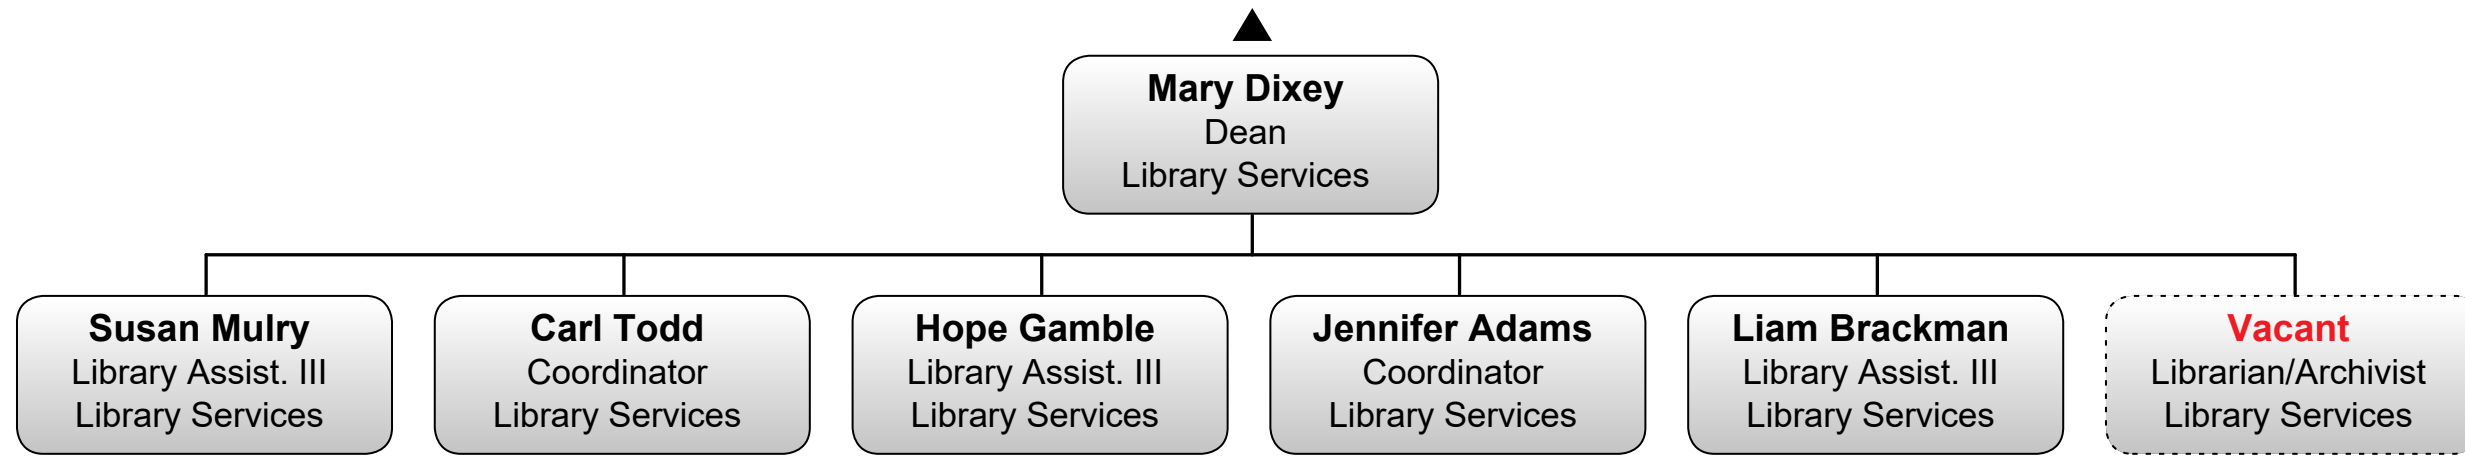 Mary Dixey
Dean
Library Services
Susan Mulry
Library Assist. III
Library Services
Carl Todd
Coordinator
Library Services
Hope Gamble
Library Assist. III
Library Services
Jennifer Adams
Coordinator
Library Services
Liam Brackman
Library Assist. III
Library Services
Vacant
Librarian/Archivist
Library Services